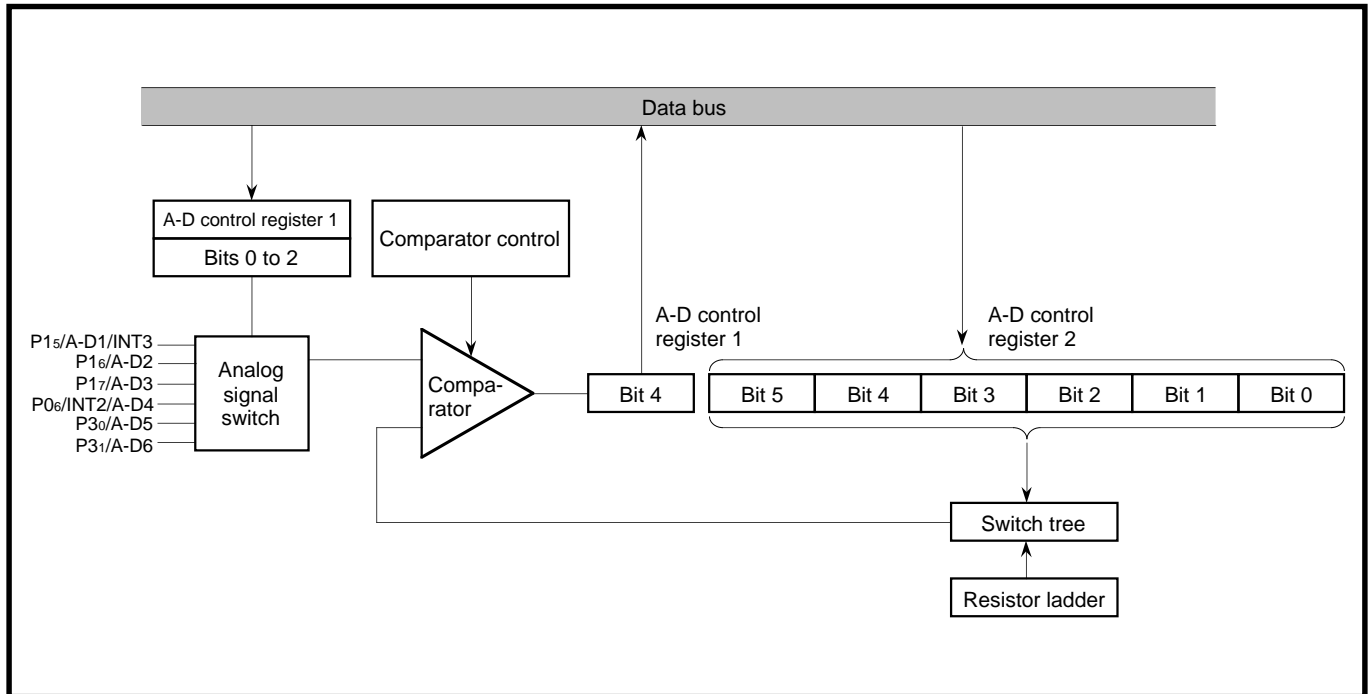 Data bus
A-D control register 1
Bits 0 to 2
Comparator control
A-D control
register 1
A-D control
register 2
P15/A-D1/INT3
P16/A-D2
P17/A-D3
P06/INT2/A-D4
P30/A-D5
P31/A-D6
Analog
signal
switch
Compa-
rator
Bit 4
Bit 5
Bit 4
Bit 3
Bit 2
Bit 1
Bit 0
Switch tree
Resistor ladder